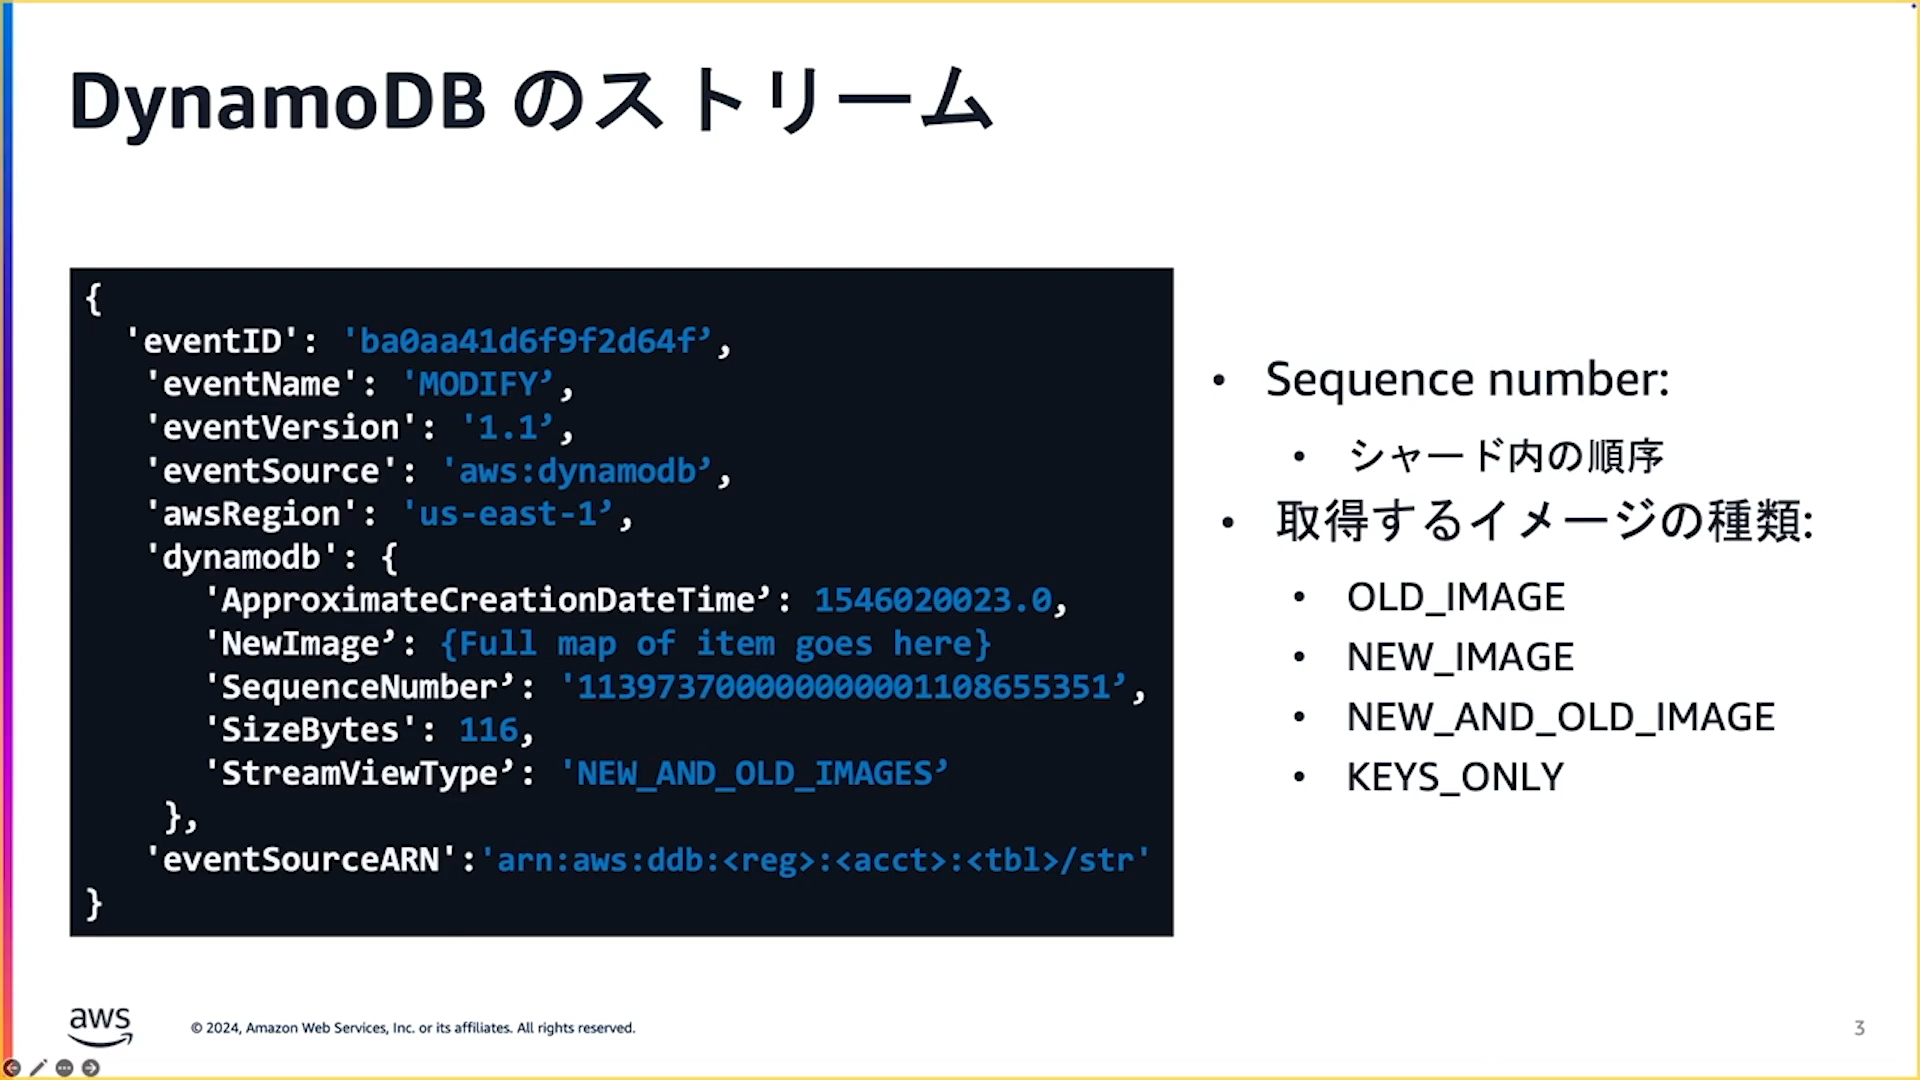 DynamoDB のストリーム
{
'eventID': 'ba0aa41d6f9f2d64f’,
'eventName': 'MODIFY’,
'eventVersion': '1.1’,
'eventSource': 'aws:dynamodb’,
'awsRegion': 'us-east-1’,
'dynamodb': {
'ApproximateCreationDateTime’: 1546020023.0,
'NewImage’: {Full map of item goes here}
'SequenceNumber’: '1139737000000000001108655351’,
'SizeBytes': 116,
'StreamViewType’: 'NEW_AND_OLD_IMAGES’
},
'eventSourceARN':'arn:aws:ddb:<reg>:<acct>:<tbl>/str'
}
• Sequence number:
• シャード内の順序
• 取得するイメージの種類:
• OLD_IMAGE
• NEW_IMAGE
• NEW_AND_OLD_IMAGE
• KEYS_ONLY
aws
© 2024, Amazon Web Services, Inc. or its affiliates. All rights reserved.
3